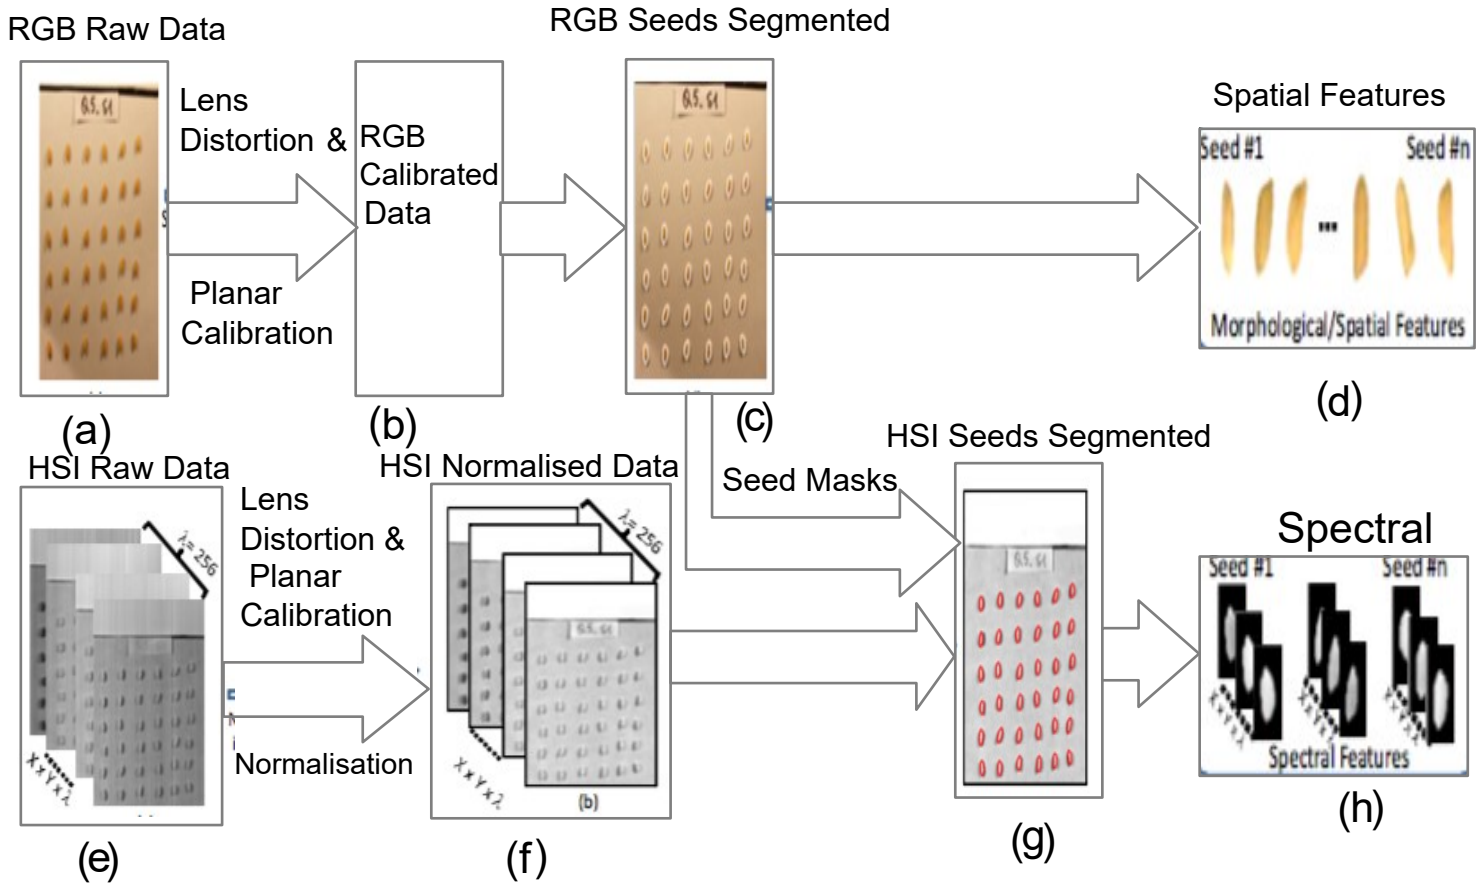 RGB Raw Data
RGB Seeds Segmented
Lens
Distortion &
Planar
Calibration
RGB
Calibrated
Data
Spatial Features
Seed #1 Seed #n
Morphological/Spatial Features
(a)
(b)
(c)
(d)
HSI Raw Data
λ= 256
X x Y x λ
Lens
Distortion &
Planar
Calibration
Normalisation
HSI Normalised Data
λ= 256
X x Y x λ
(b)
Seed Masks
HSI Seeds Segmented
Spectral
Seed #1 Seed #n
X x Y x λ
X x Y x λ
X x Y x λ
Spectral Features
(e)
(f)
(g)
(h)